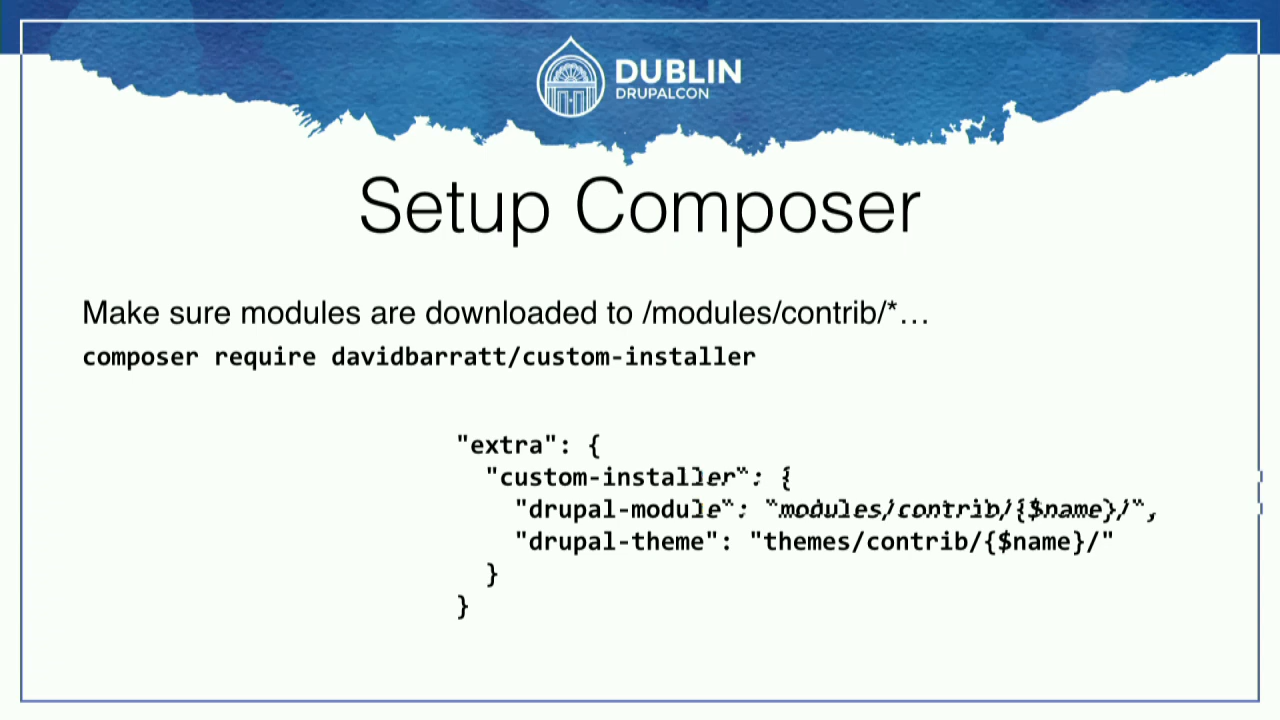 DUBLIN
DRUPALCON
Setup Composer
Make sure modules are downloaded to /modules/contrib/*…
composer require davidbarratt/custom-installer
"extra": {
"custom-installer": {
"drupal-module": "modules/contrib/{$name}/",
"drupal-theme": "themes/contrib/{$name}/"
}
}